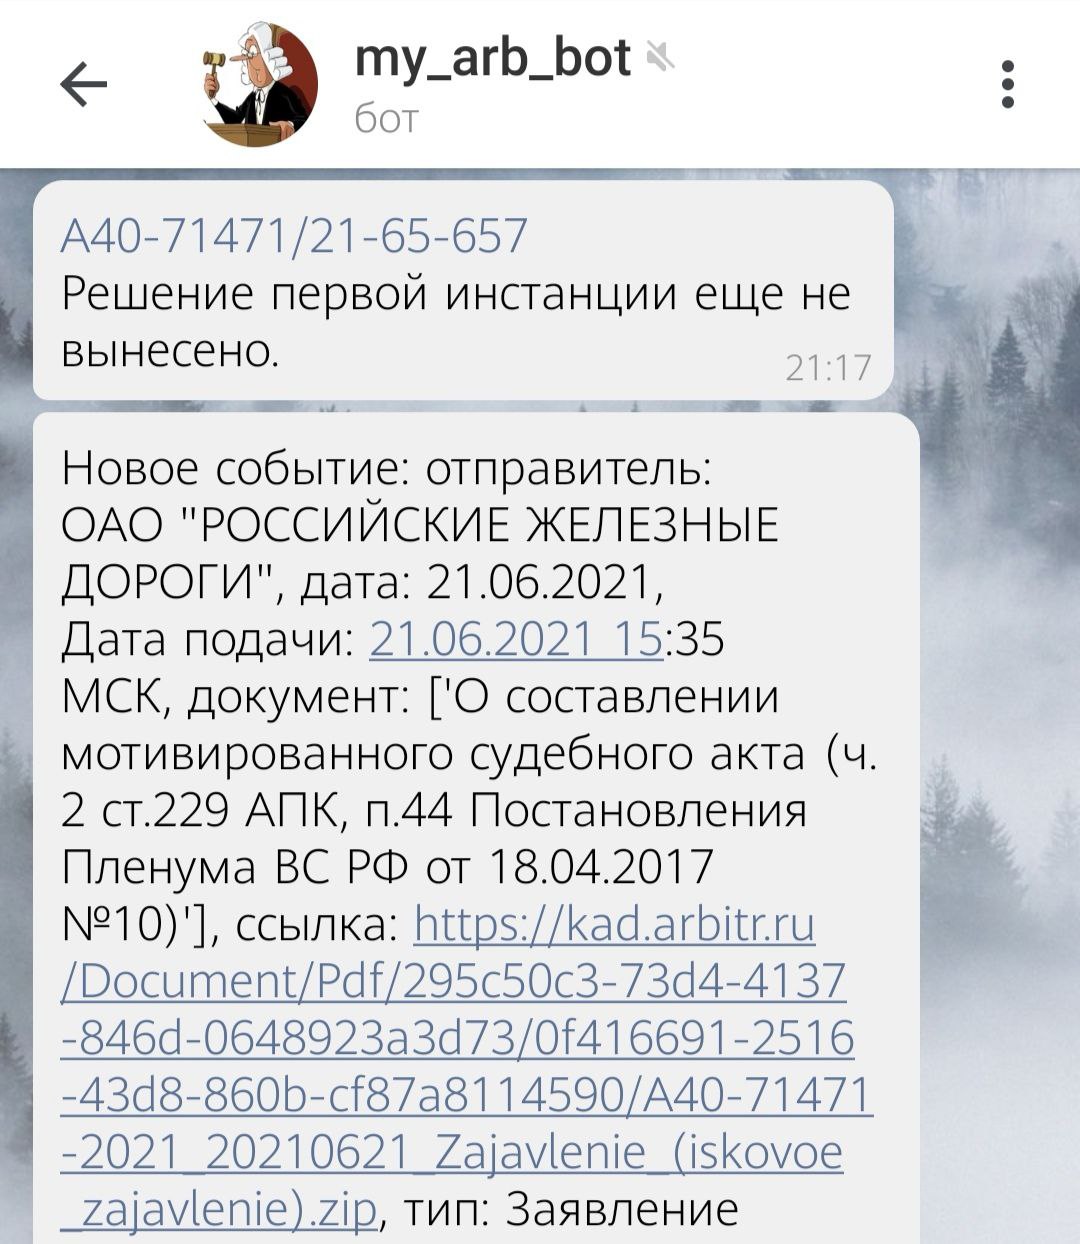 my_arb_bot
бот
А40-71471/21-65-657
Решение первой инстанции еще не
вынесено.
21:17
Новое событие: отправитель:
ОАО "РОССИЙСКИЕ ЖЕЛЕЗНЫЕ
ДОРОГИ", дата: 21.06.2021,
Дата подачи: 21.06.2021 15:35
МСК, документ: ['О составлении
мотивированного судебного акта (ч.
2 ст.229 АПК, п.44 Постановления
Пленума ВС РФ от 18.04.2017
№10)'], ссылка: https://kad.arbitr.ru
/Document/Pdf/295c50c3-73d4-4137
-846d-0648923a3d73/0f416691-2516
-43d8-860b-cf87a8114590/А40-71471
-2021_20210621_Zajavlenie_(iskovoe
_zajavlenie).zip, тип: Заявление